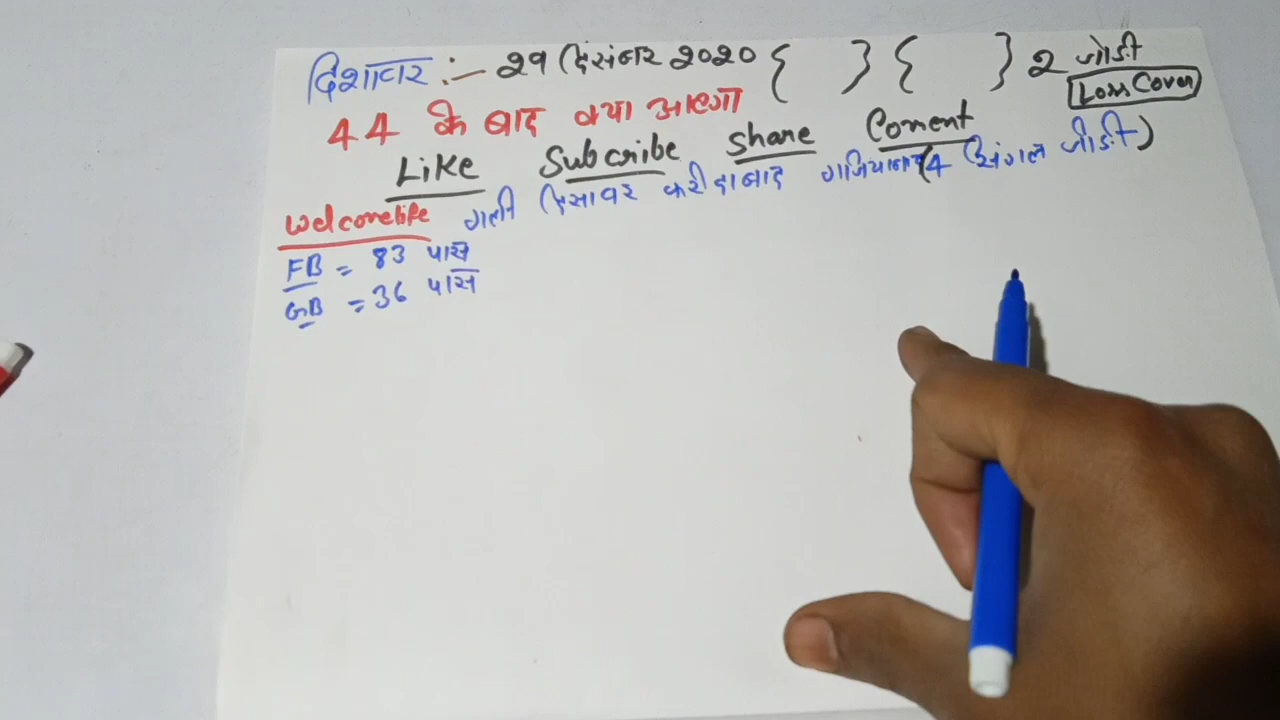 दिशावर :- 29 दिसंबर 2020 { } { } 2 जोडी
Loss Cover
44 के बाद क्या आएगा
Like Subscribe Share Coment
Welcomelife गली दिसावर फरीदाबाद गाजियाबाद (4 सिंगल जोडी)
FB = 83 पास
GB = 36 पास